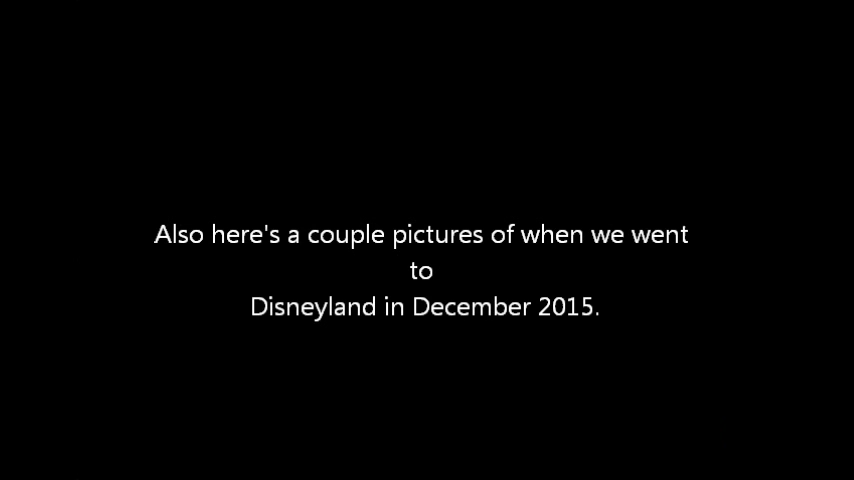 Also here's a couple pictures of when we went
to
Disneyland in December 2015.